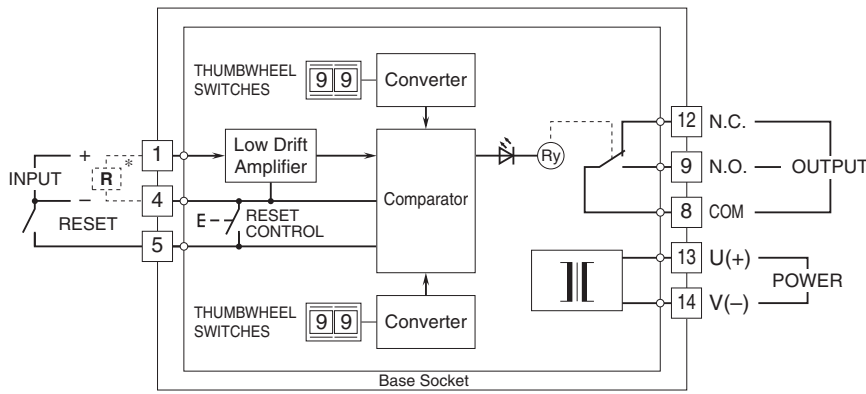 THUMBWHEEL
SWITCHES
9 9
Converter
12
N.C.
1
Low Drift
Amplifier
Ry
+
*
R
INPUT
9
N.O.
OUTPUT
Comparator
−
4
8
COM
RESET
E
RESET
CONTROL
5
13
U(+)
POWER
THUMBWHEEL
SWITCHES
9 9
Converter
14
V(–)
Base Socket